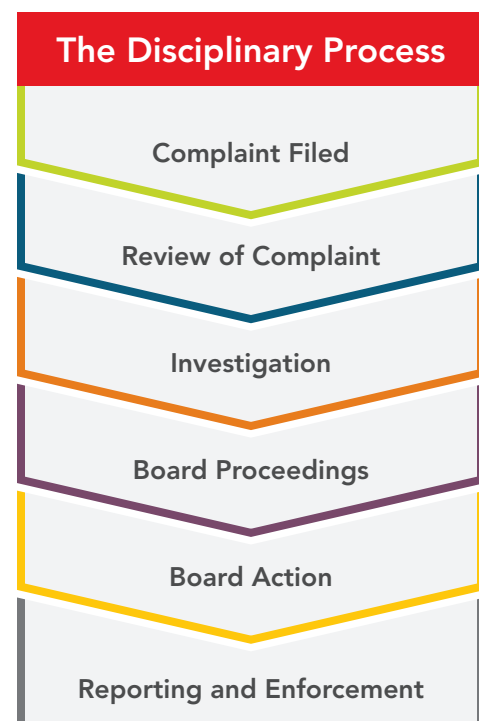 The Disciplinary Process
Complaint Filed
Review of Complaint
Investigation
Board Proceedings
Board Action
Reporting and Enforcement